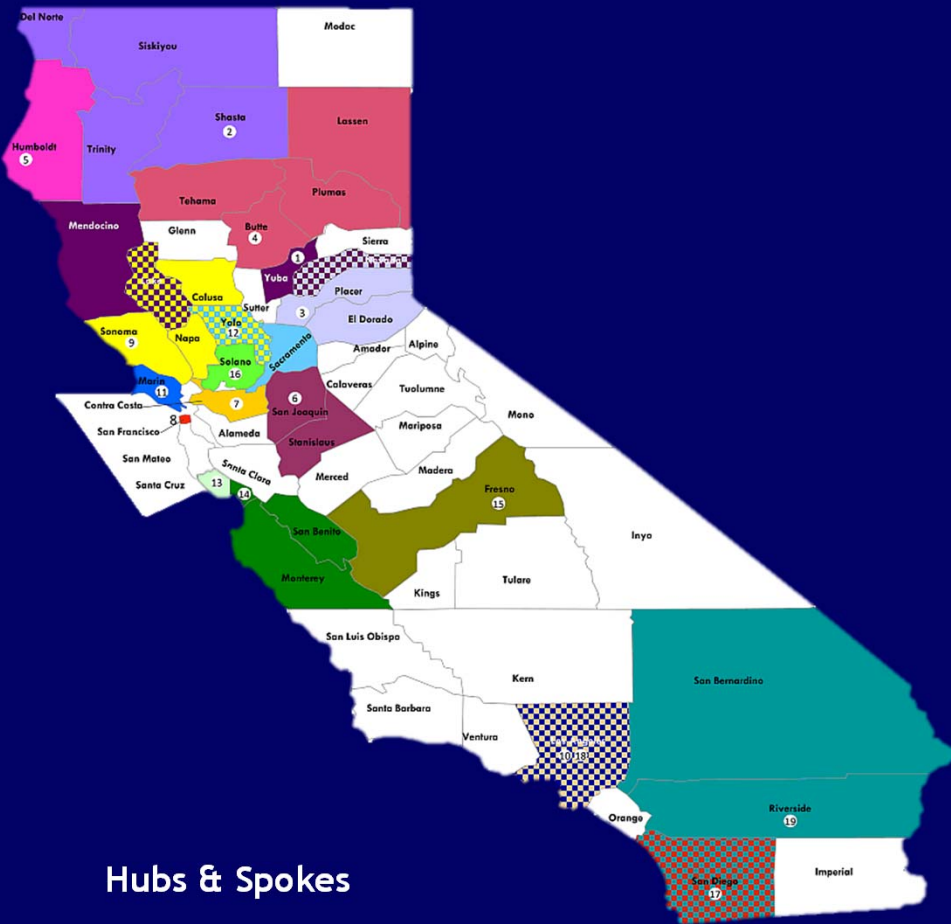 Del Norte
Siskiyou
Modoc
Humboldt
5
Trinity
Shasta
2
Lassen
Tehama
Plumas
Mendocino
Glenn
Butte
4
Sierra
1
Yuba
Colusa
Sutter
Placer
3
El Dorado
Sonoma
9
Napa
Yolo
12
Sacramento
Amador
Alpine
Solano
16
Marin
11
Contra Costa
7
6
San Joaquin
Calaveras
Tuolumne
Mono
8
San Francisco
Alameda
Stanislaus
Mariposa
San Mateo
Santa Clara
Merced
Madera
Santa Cruz
13
14
Fresno
15
San Benito
Inyo
Monterey
Kings
Tulare
San Luis Obispo
Kern
San Bernardino
Santa Barbara
Ventura
10
18
Orange
Riverside
19
San Diego
17
Imperial
Hubs & Spokes